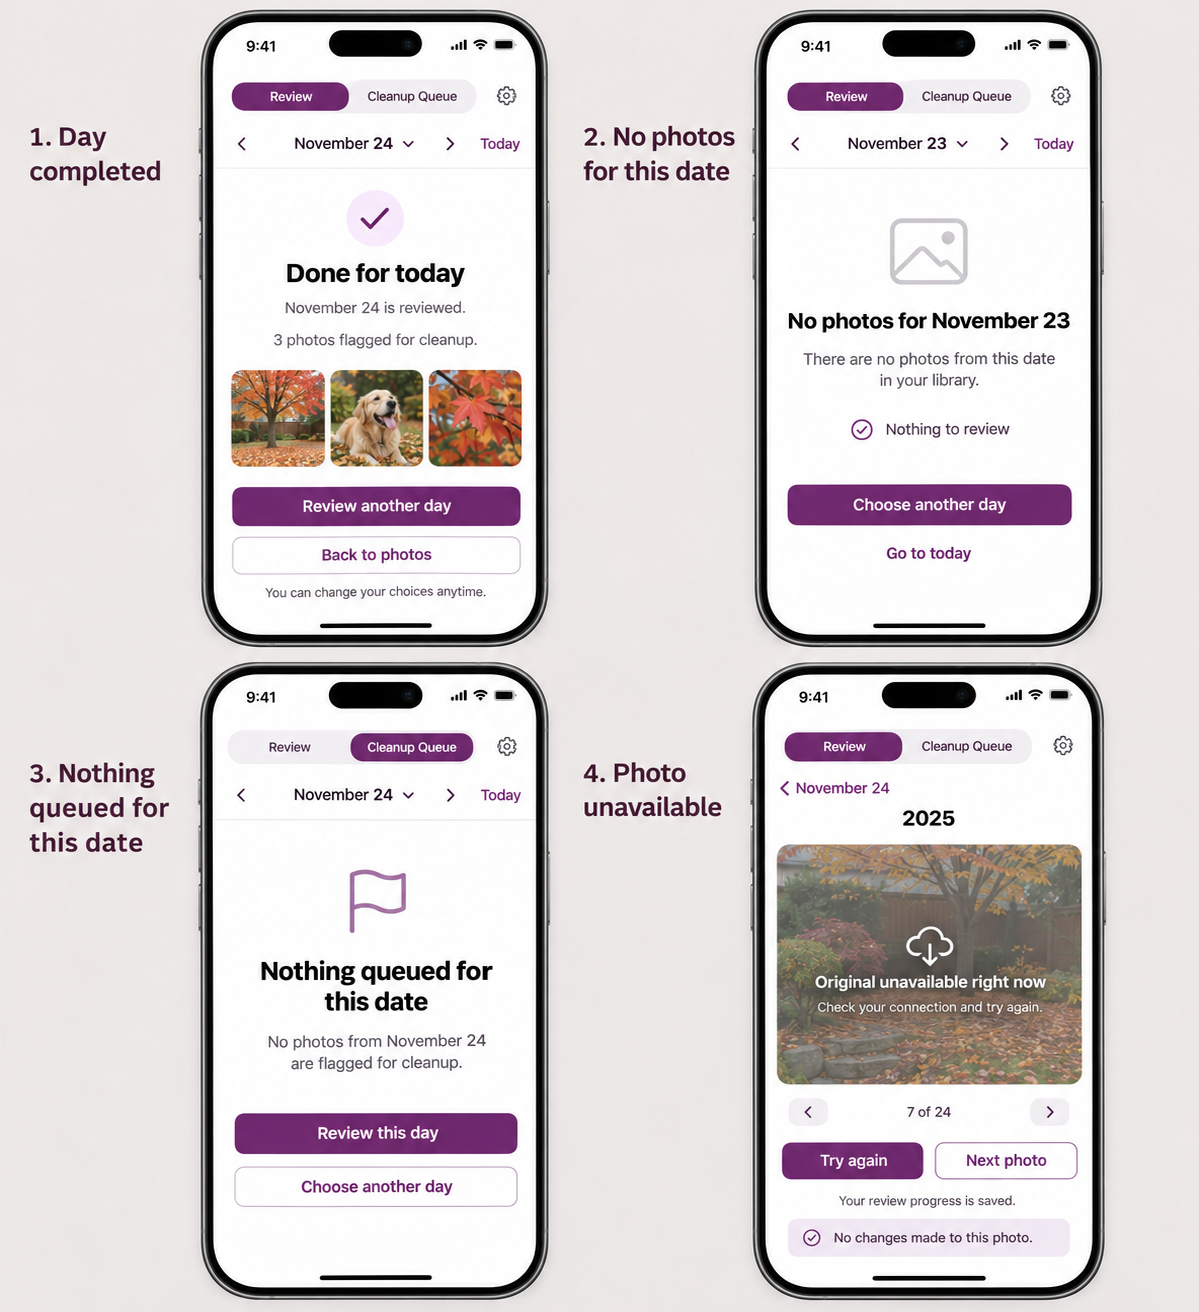 1. Day
completed
9:41
Review
Cleanup Queue
November 24
Today
Done for today
November 24 is reviewed.
3 photos flagged for cleanup.
Review another day
Back to photos
You can change your choices anytime.
2. No photos
for this date
9:41
Review
Cleanup Queue
November 23
Today
No photos for November 23
There are no photos from this date
in your library.
Nothing to review
Choose another day
Go to today
3. Nothing
queued for
this date
9:41
Review
Cleanup Queue
November 24
Today
Nothing queued for
this date
No photos from November 24
are flagged for cleanup.
Review this day
Choose another day
4. Photo
unavailable
9:41
Review
Cleanup Queue
November 24
2025
Original unavailable right now
Check your connection and try again.
7 of 24
Try again
Next photo
Your review progress is saved.
No changes made to this photo.